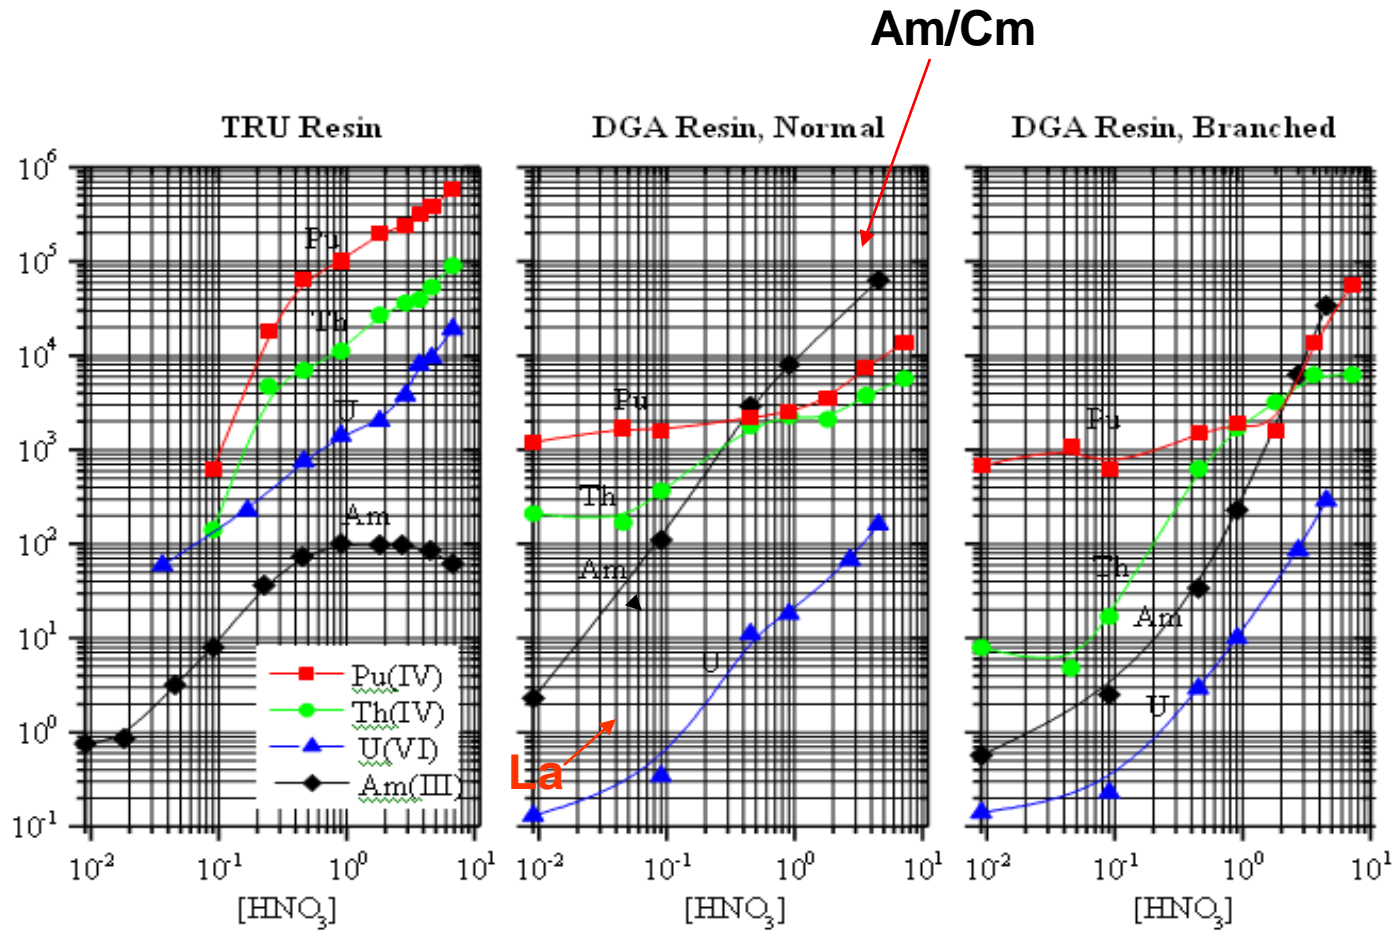 Am/Cm
TRU Resin
DGA Resin, Normal
DGA Resin, Branched
10^6
10^5
10^4
10^3
10^2
10^1
10^0
10^-1
Pu
Th
U
Am
Pu(IV)
Th(IV)
U(VI)
Am(III)
Pu
Th
Am
U
La
Pu
Th
Am
U
10^-2 10^-1 10^0 10^1
10^-2 10^-1 10^0 10^1
10^-2 10^-1 10^0 10^1
[HNO3]
[HNO3]
[HNO3]